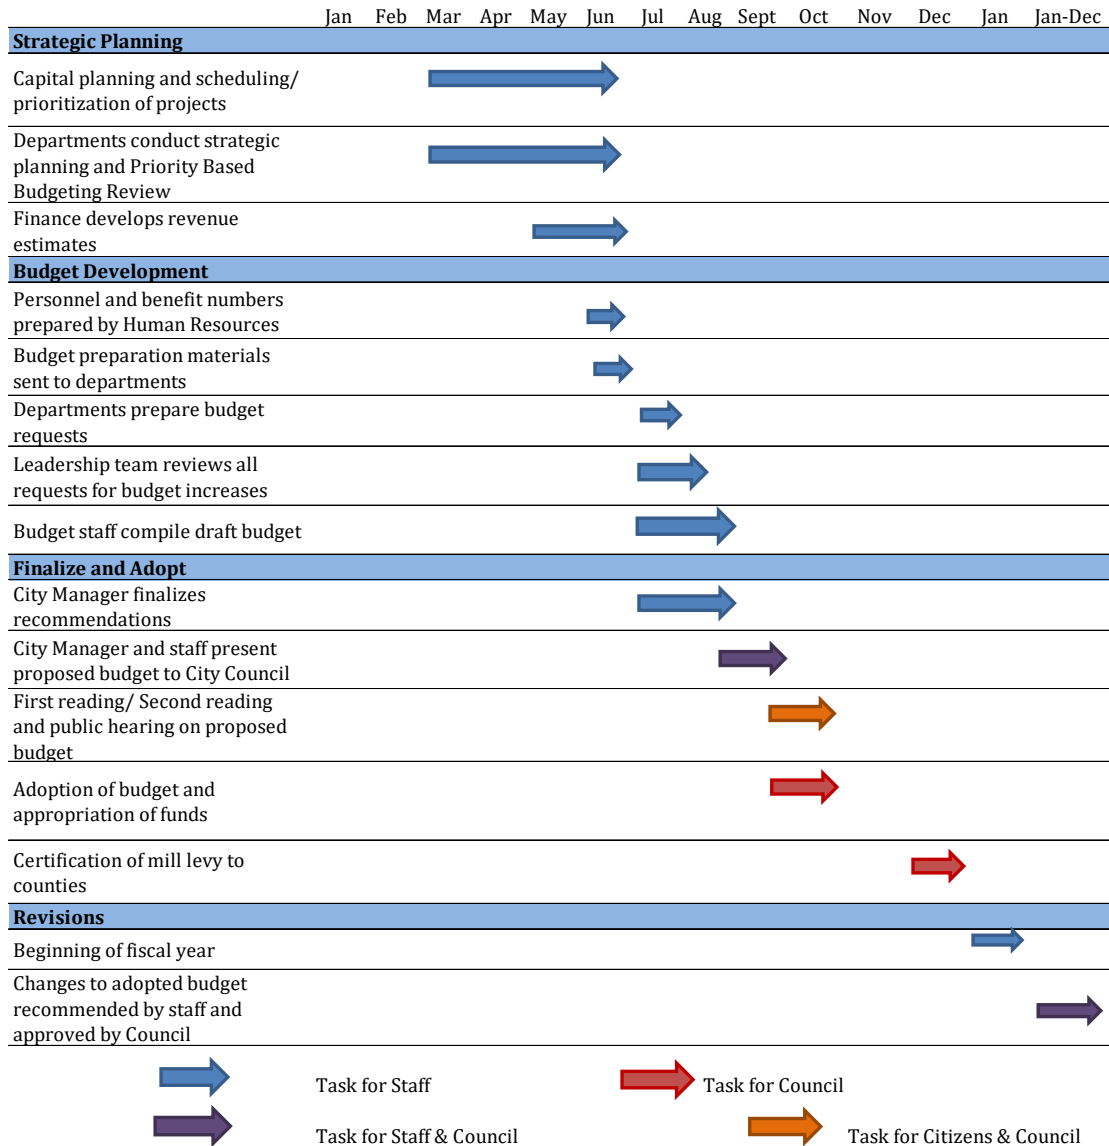 Jan Feb Mar Apr May Jun Jul Aug Sept Oct Nov Dec Jan Jan-Dec
Strategic Planning
Capital planning and scheduling/
prioritization of projects
Departments conduct strategic
planning and Priority Based
Budgeting Review
Finance develops revenue
estimates
Budget Development
Personnel and benefit numbers
prepared by Human Resources
Budget preparation materials
sent to departments
Departments prepare budget
requests
Leadership team reviews all
requests for budget increases
Budget staff compile draft budget
Finalize and Adopt
City Manager finalizes
recommendations
City Manager and staff present
proposed budget to City Council
First reading/ Second reading
and public hearing on proposed
budget
Adoption of budget and
appropriation of funds
Certification of mill levy to
counties
Revisions
Beginning of fiscal year
Changes to adopted budget
recommended by staff and
approved by Council
Task for Staff
Task for Council
Task for Staff & Council
Task for Citizens & Council